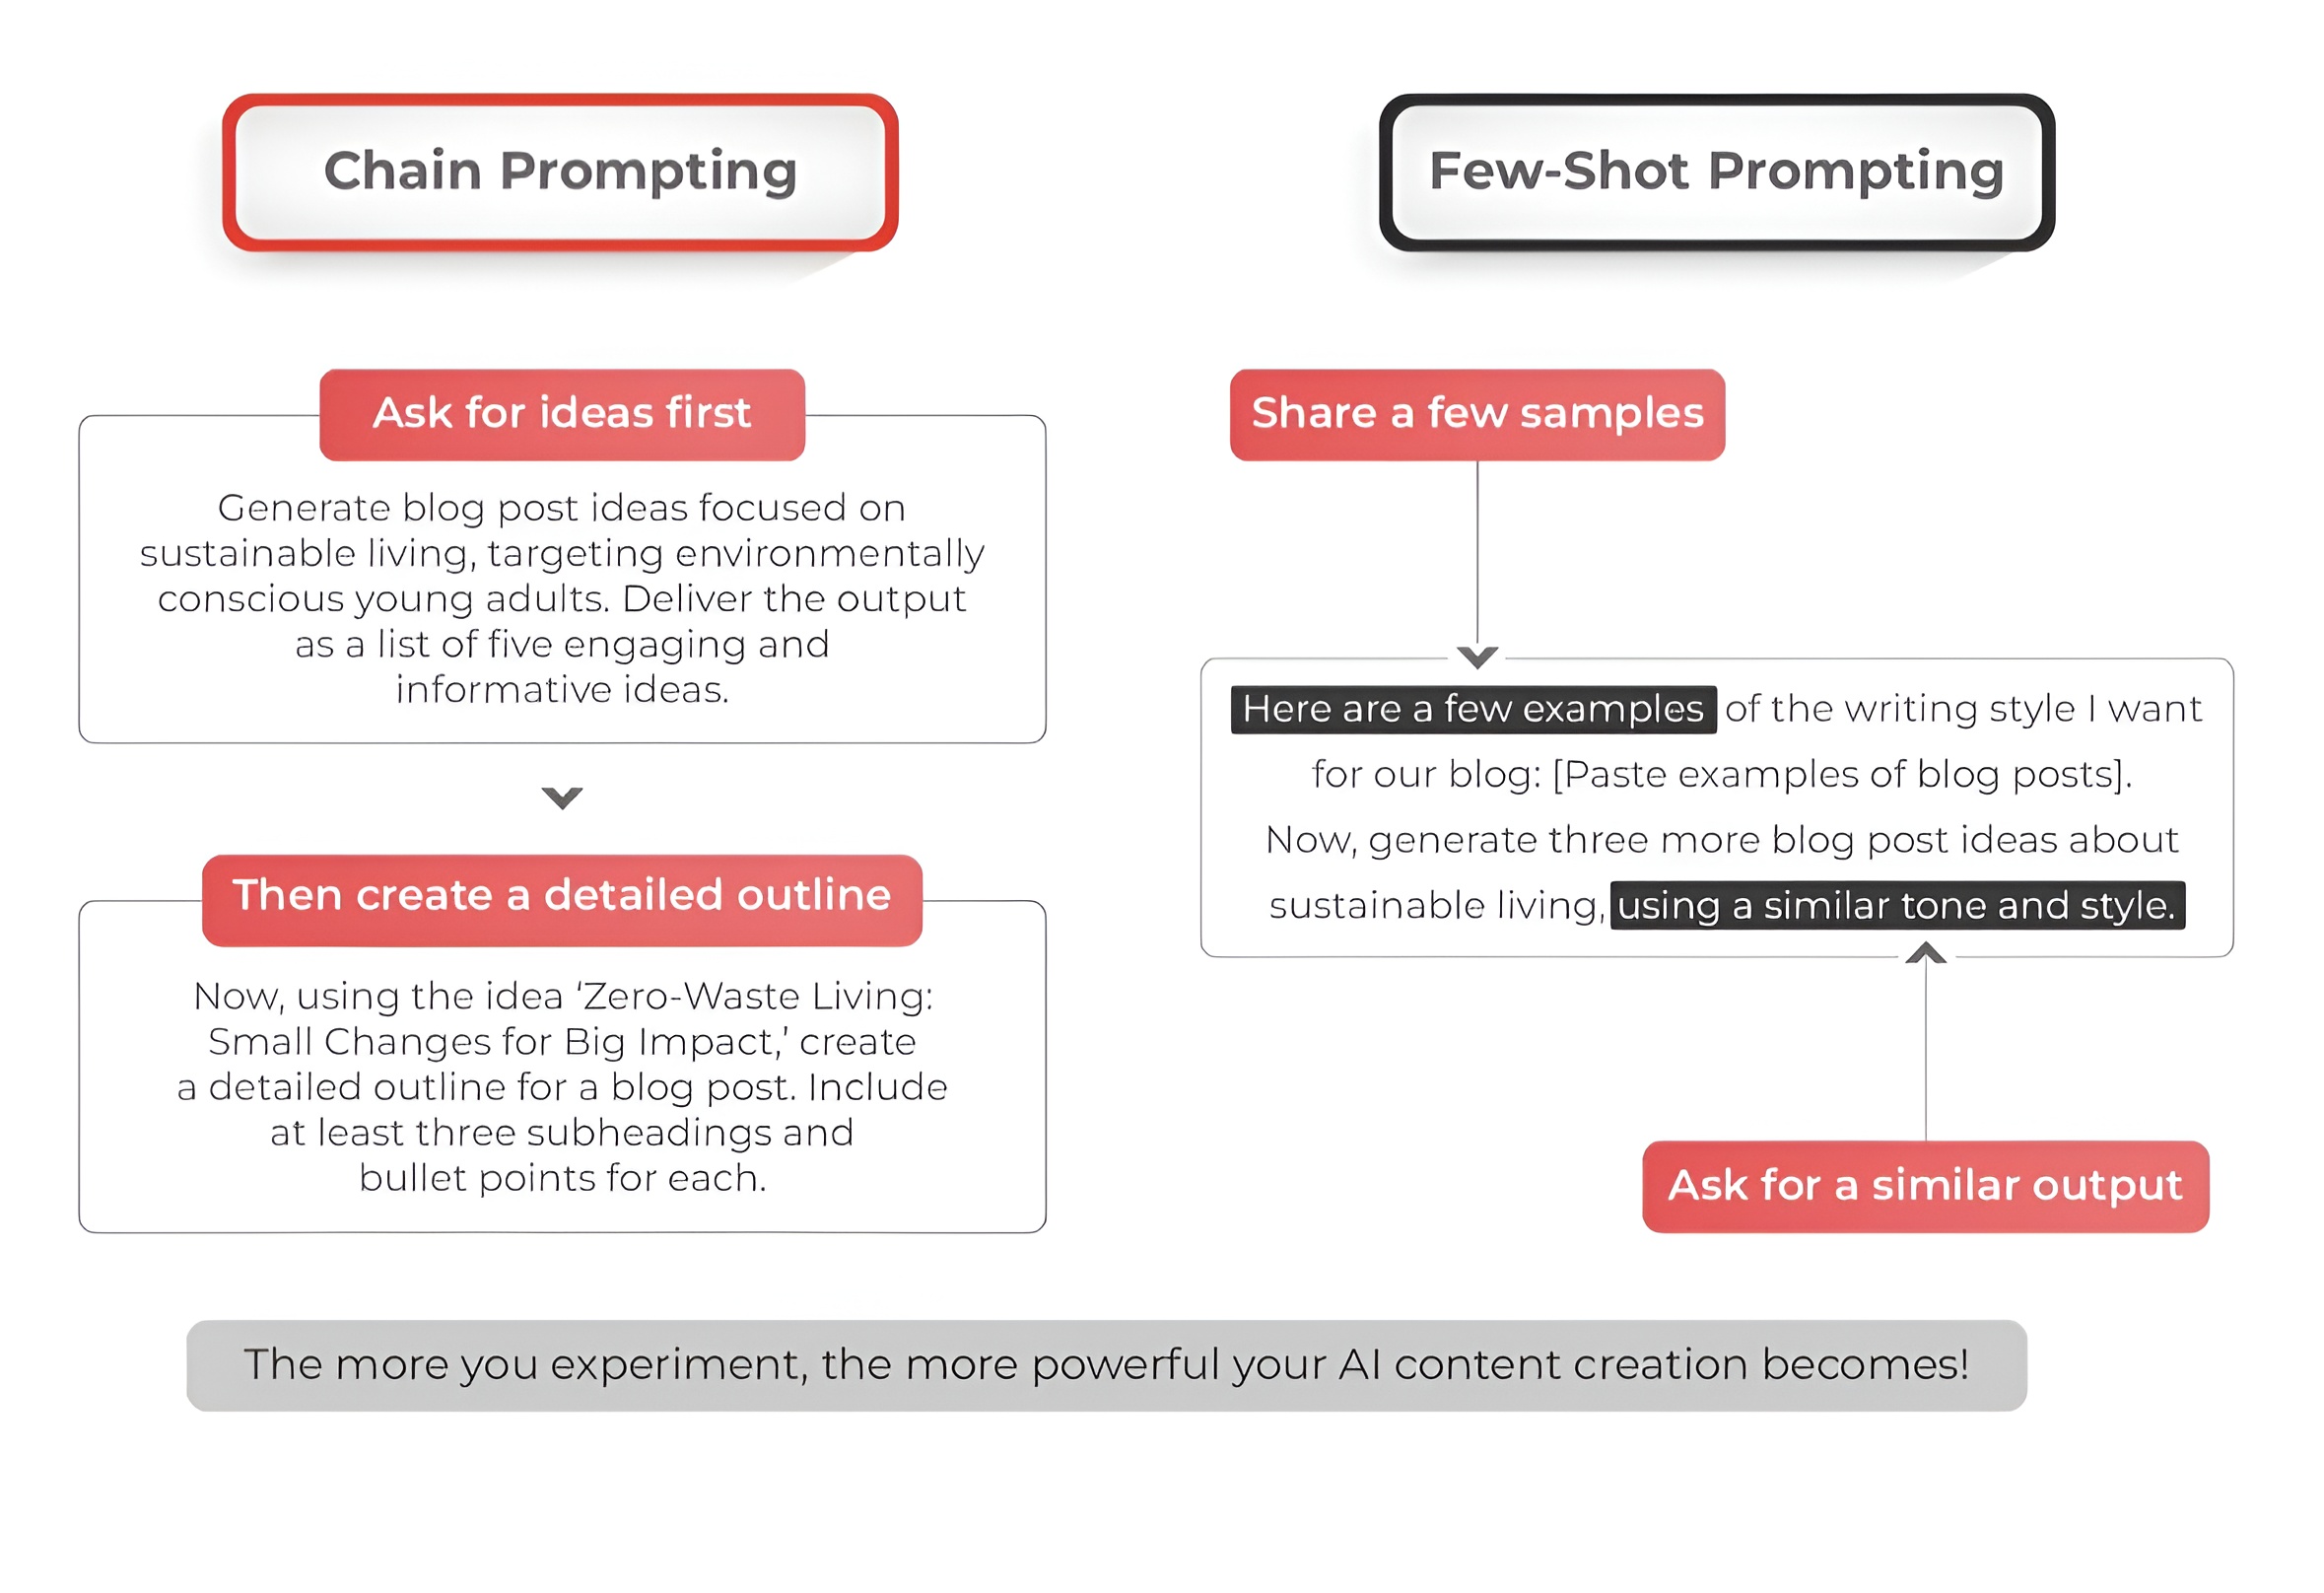 Chain Prompting
Ask for ideas first
Generate blog post ideas focused on
sustainable living, targeting environmentally
conscious young adults. Deliver the output
as a list of five engaging and
informative ideas.
Then create a detailed outline
Now, using the idea ‘Zero-Waste Living:
Small Changes for Big Impact,’ create
a detailed outline for a blog post. Include
at least three subheadings and
bullet points for each.
Few-Shot Prompting
Share a few samples
Here are a few examples of the writing style I want
for our blog: [Paste examples of blog posts].
Now, generate three more blog post ideas about
sustainable living, using a similar tone and style.
Ask for a similar output
The more you experiment, the more powerful your AI content creation becomes!